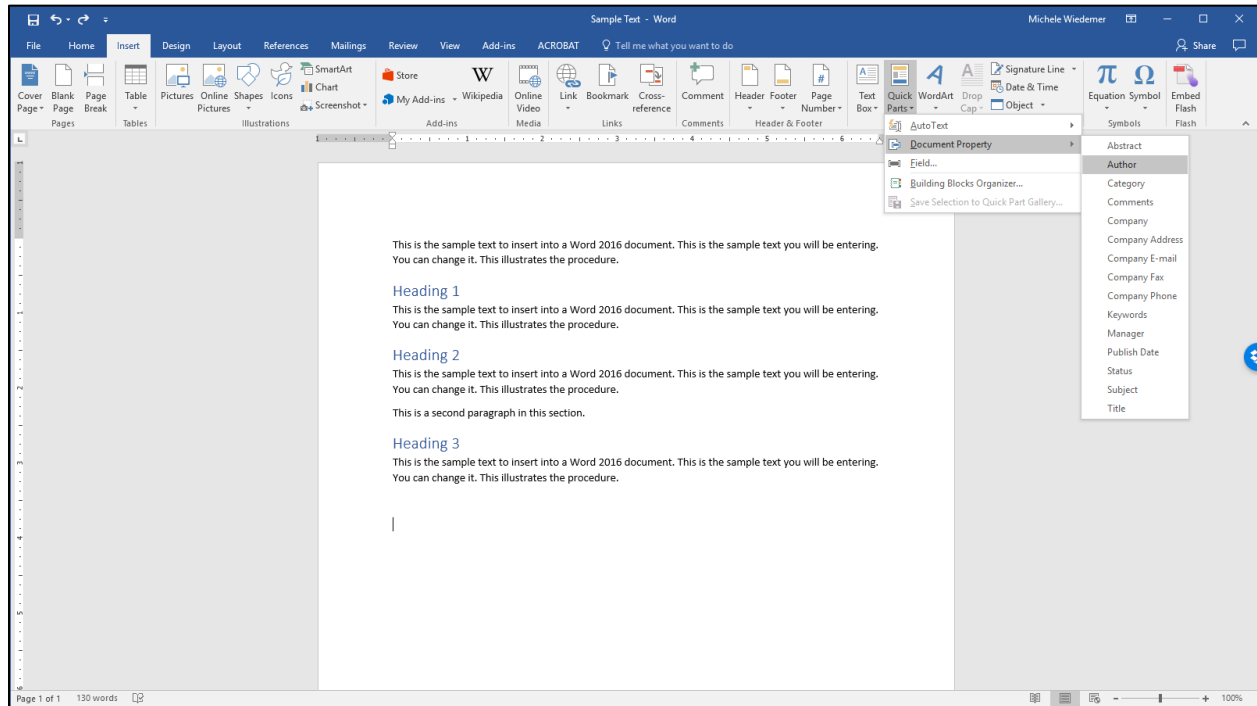 Sample Text - Word
Michele Wiedemer
File Home Insert Design Layout References Mailings Review View Add-ins ACROBAT Tell me what you want to do Share
Cover Page
Blank Page
Page Break
Pages
Table
Tables
Pictures
Online Pictures
Shapes
Icons
SmartArt
Chart
Screenshot
Illustrations
Store
My Add-ins
Wikipedia
Add-ins
Online Video
Media
Link
Bookmark
Cross-reference
Links
Comment
Comments
Header
Footer
Page Number
Header & Footer
Text Box
Quick Parts
WordArt
Drop Cap
Signature Line
Date & Time
Object
Equation
Symbol
Symbols
Embed Flash
Flash
AutoText
Document Property
Field...
Building Blocks Organizer...
Save Selection to Quick Part Gallery...
Abstract
Author
Category
Comments
Company
Company Address
Company E-mail
Company Fax
Company Phone
Keywords
Manager
Publish Date
Status
Subject
Title
1 1 2 3 4 5 6
This is the sample text to insert into a Word 2016 document. This is the sample text you will be entering.
You can change it. This illustrates the procedure.
Heading 1
This is the sample text to insert into a Word 2016 document. This is the sample text you will be entering.
You can change it. This illustrates the procedure.
Heading 2
This is the sample text to insert into a Word 2016 document. This is the sample text you will be entering.
You can change it. This illustrates the procedure.
This is a second paragraph in this section.
Heading 3
This is the sample text to insert into a Word 2016 document. This is the sample text you will be entering.
You can change it. This illustrates the procedure.
Page 1 of 1 130 words
100%